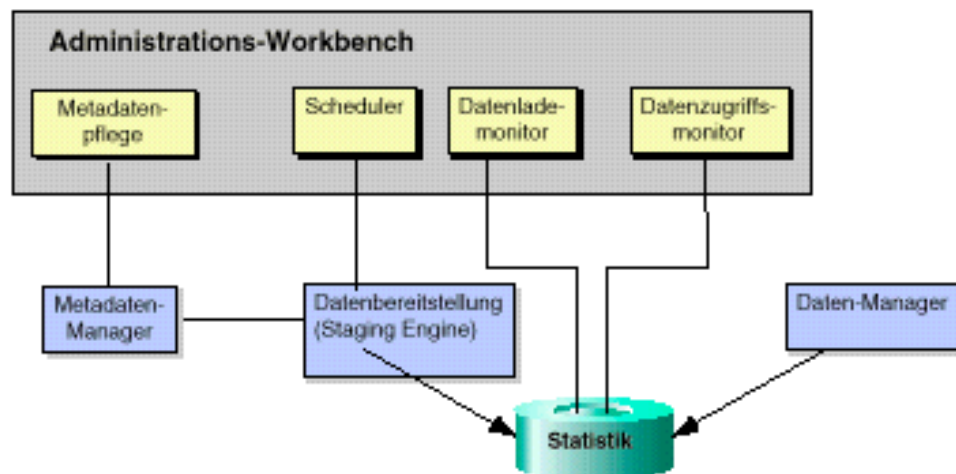 Administrations-Workbench
Metadaten-
pflege
Scheduler
Datenlade-
monitor
Datenzugriffs-
monitor
Metadaten-
Manager
Datenbereitstellung
(Staging Engine)
Daten-Manager
Statistik